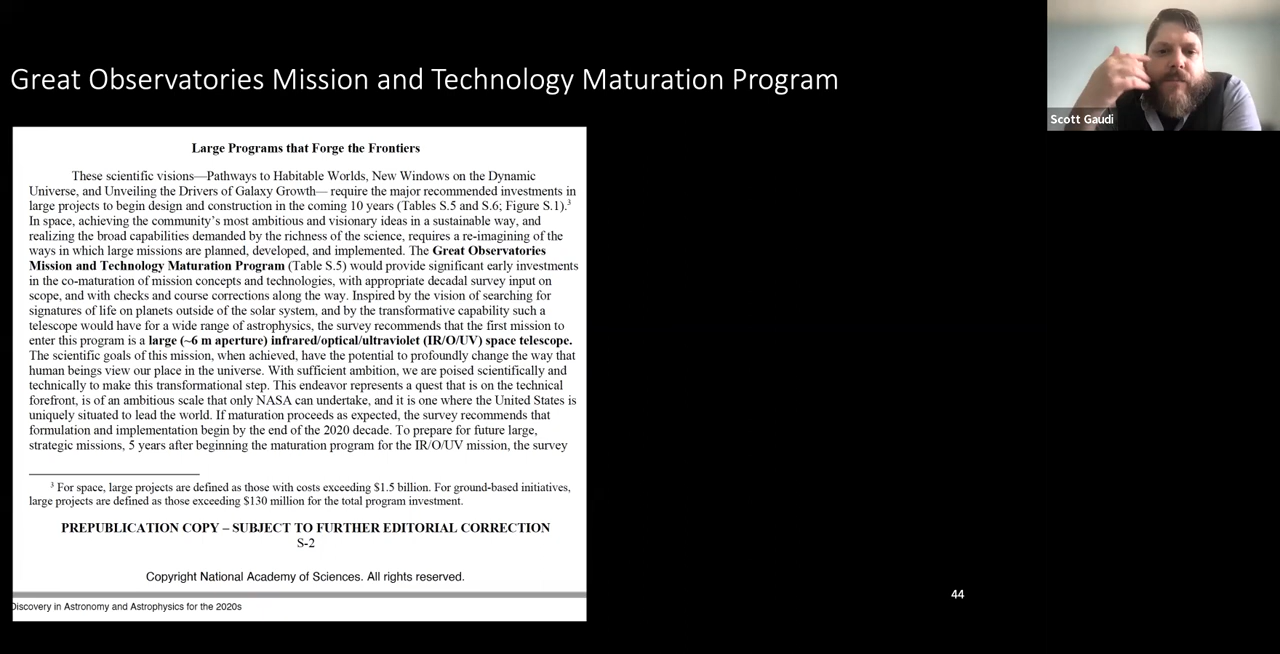 Great Observatories Mission and Technology Maturation Program
Scott Gaudi
Large Programs that Forge the Frontiers
These scientific visions—Pathways to Habitable Worlds, New Windows on the Dynamic
Universe, and Unveiling the Drivers of Galaxy Growth— require the major recommended investments in
large projects to begin design and construction in the coming 10 years (Tables S.5 and S.6; Figure S.1).³
In space, achieving the community’s most ambitious and visionary ideas in a sustainable way, and
realizing the broad capabilities demanded by the richness of the science, requires a re-imagining of the
ways in which large missions are planned, developed, and implemented. The Great Observatories
Mission and Technology Maturation Program (Table S.5) would provide significant early investments
in the co-maturation of mission concepts and technologies, with appropriate decadal survey input on
scope, and with checks and course corrections along the way. Inspired by the vision of searching for
signatures of life on planets outside of the solar system, and by the transformative capability such a
telescope would have for a wide range of astrophysics, the survey recommends that the first mission to
enter this program is a large (~6 m aperture) infrared/optical/ultraviolet (IR/O/UV) space telescope.
The scientific goals of this mission, when achieved, have the potential to profoundly change the way that
human beings view our place in the universe. With sufficient ambition, we are poised scientifically and
technically to make this transformational step. This endeavor represents a quest that is on the technical
forefront, is of an ambitious scale that only NASA can undertake, and it is one where the United States is
uniquely situated to lead the world. If maturation proceeds as expected, the survey recommends that
formulation and implementation begin by the end of the 2020 decade. To prepare for future large,
strategic missions, 5 years after beginning the maturation program for the IR/O/UV mission, the survey
³ For space, large projects are defined as those with costs exceeding $1.5 billion. For ground-based initiatives,
large projects are defined as those exceeding $130 million for the total program investment.
PREPUBLICATION COPY – SUBJECT TO FURTHER EDITORIAL CORRECTION
S-2
Copyright National Academy of Sciences. All rights reserved.
Discovery in Astronomy and Astrophysics for the 2020s
44